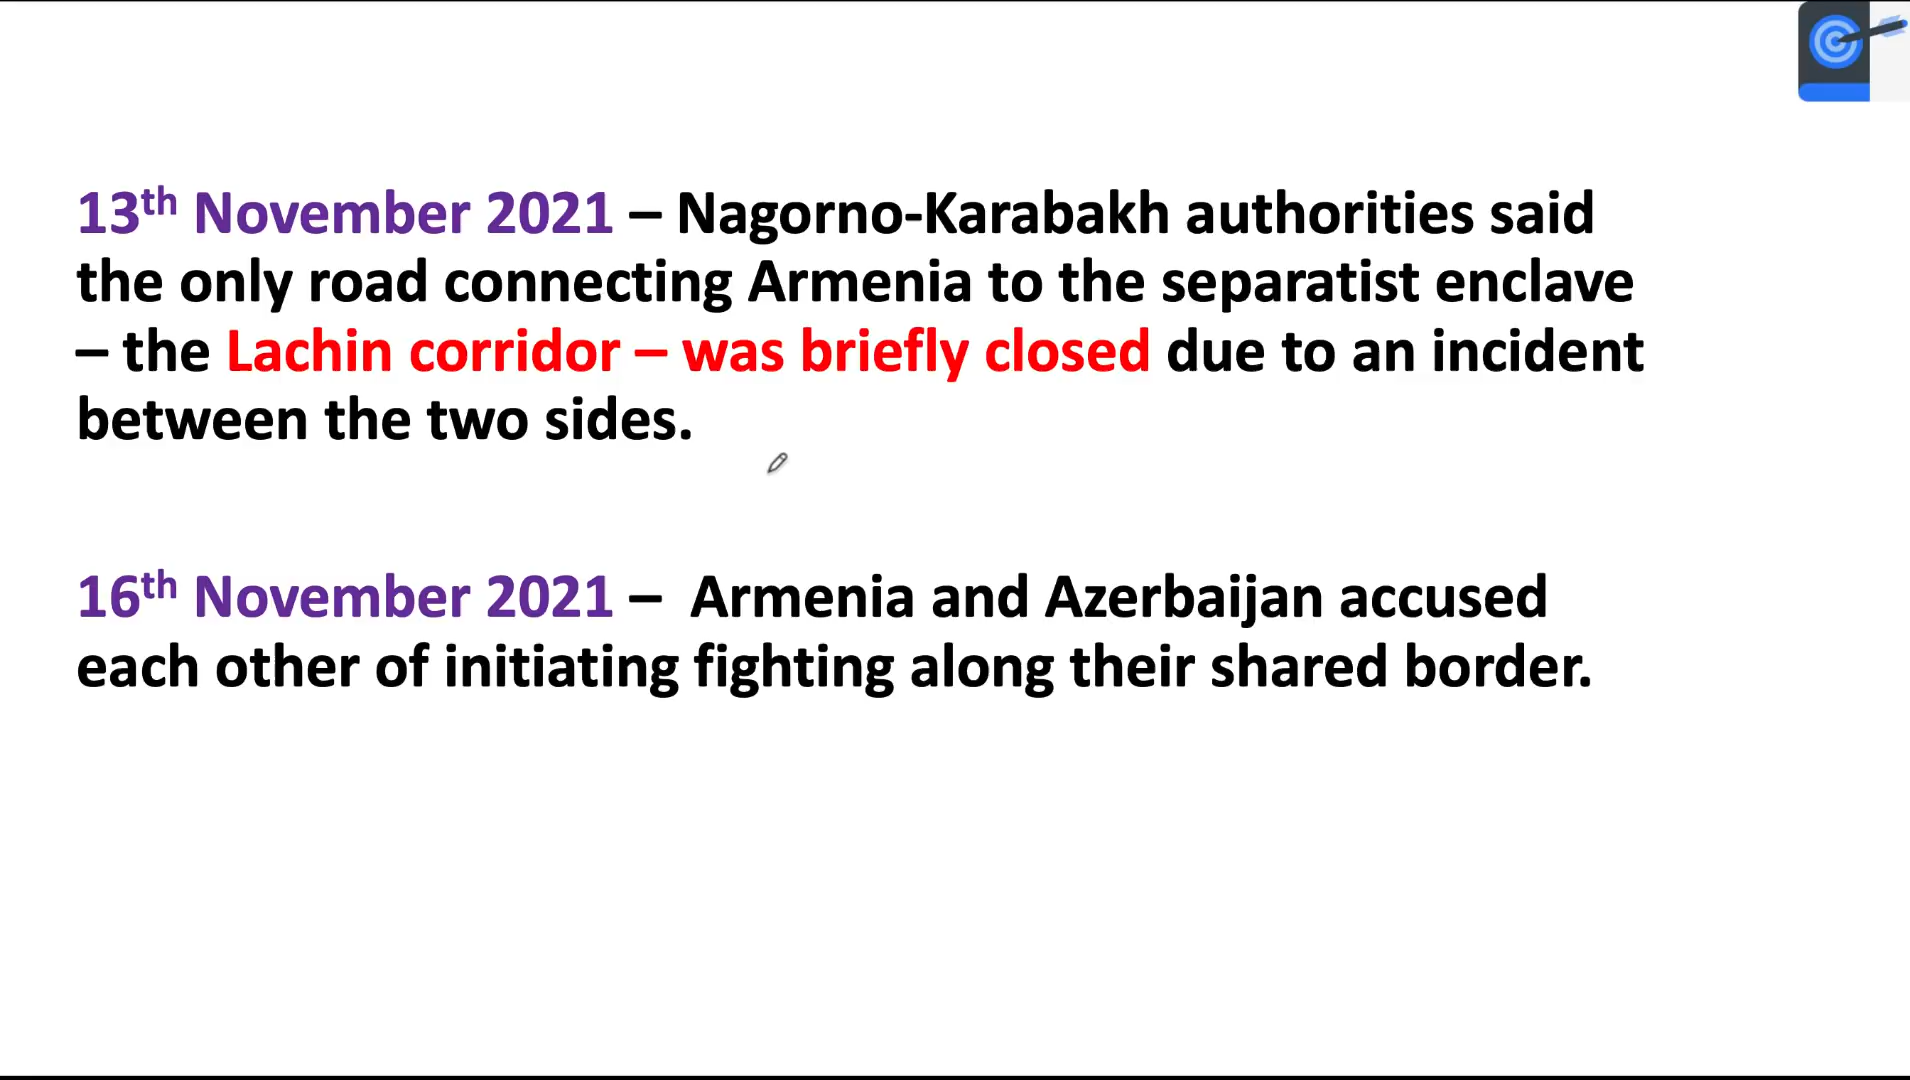 13th November 2021 – Nagorno-Karabakh authorities said
the only road connecting Armenia to the separatist enclave
– the Lachin corridor – was briefly closed due to an incident
between the two sides.
16th November 2021 – Armenia and Azerbaijan accused
each other of initiating fighting along their shared border.